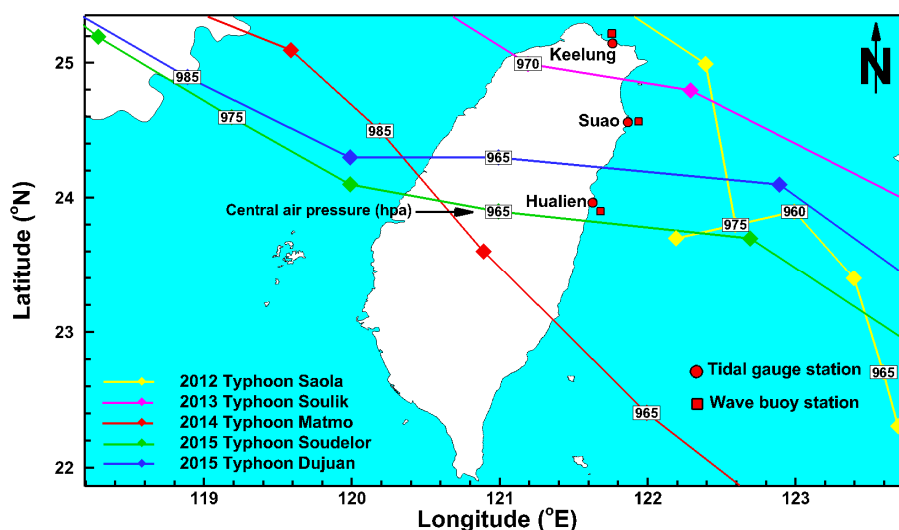 25
24
23
22
Latitude (°N)
119
120
121
122
123
Longitude (°E)
N
Keelung
Suao
Hualien
970
985
985
975
965
960
975
965
965
965
Central air pressure (hpa)
2012 Typhoon Saola
2013 Typhoon Soulik
2014 Typhoon Matmo
2015 Typhoon Soudelor
2015 Typhoon Dujuan
Tidal gauge station
Wave buoy station